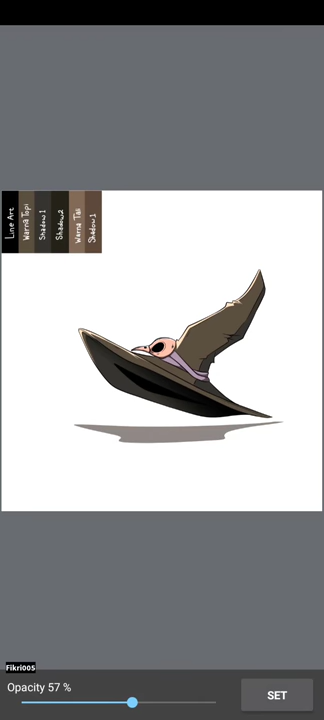 Line Art
Warna Topi
Shadow1
Shadow2
Warna Tali
Shadow1
Fikri005
Opacity 57 %
SET